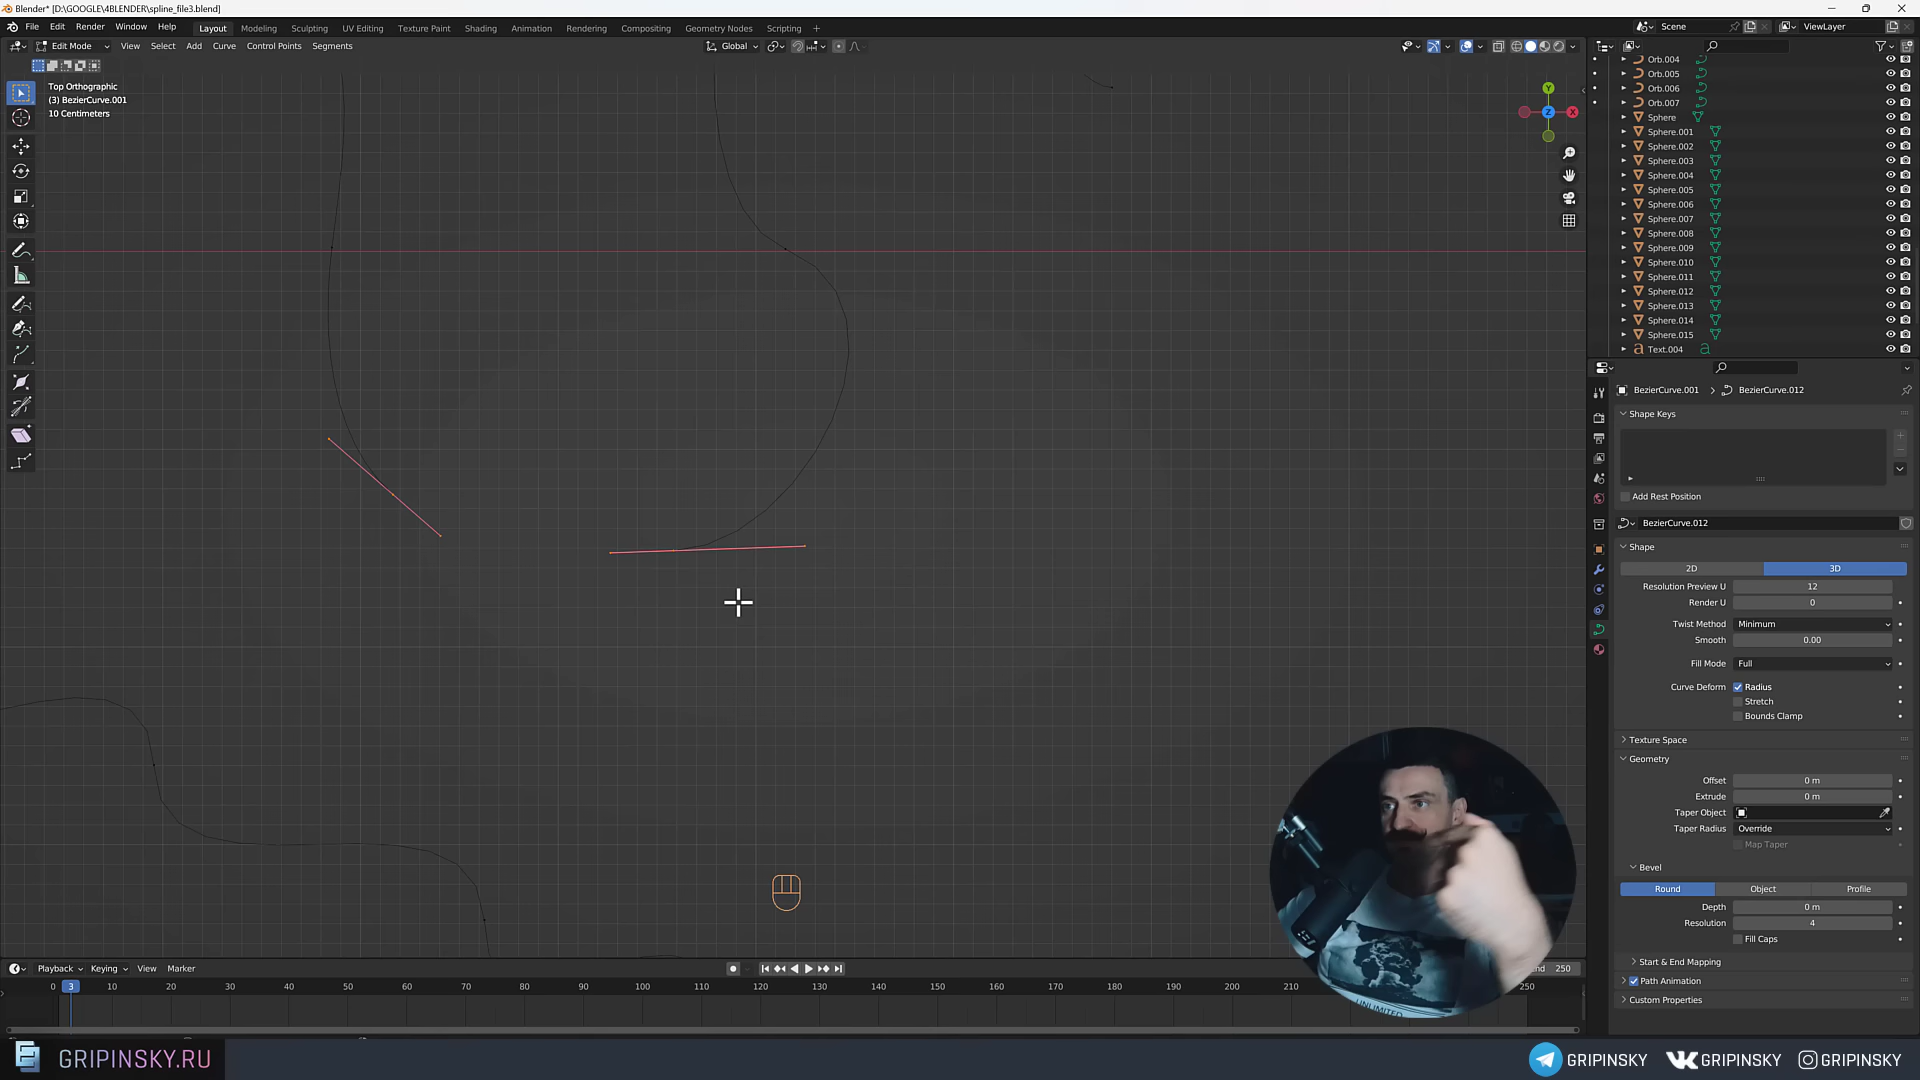 Blender* [D:\GOOGLE\4BLENDER\spline_file3.blend]
File Edit Render Window Help Layout Modeling Sculpting UV Editing Texture Paint Shading Animation Rendering Compositing Geometry Nodes Scripting + Scene ViewLayer
Edit Mode View Select Add Curve Control Points Segments Global
Top Orthographic
(3) BezierCurve.001
10 Centimeters
Y
Z
X
Orb.004
Orb.005
Orb.006
Orb.007
Sphere
Sphere.001
Sphere.002
Sphere.003
Sphere.004
Sphere.005
Sphere.006
Sphere.007
Sphere.008
Sphere.009
Sphere.010
Sphere.011
Sphere.012
Sphere.013
Sphere.014
Sphere.015
Text.004
BezierCurve.001 > BezierCurve.012
Shape Keys
Add Rest Position
BezierCurve.012
Shape
2D 3D
Resolution Preview U 12
Render U 0
Twist Method Minimum
Smooth 0.00
Fill Mode Full
Curve Deform Radius
Stretch
Bounds Clamp
Texture Space
Geometry
Offset 0 m
Extrude 0 m
Taper Object
Taper Radius Override
Map Taper
Bevel
Round Object Profile
Depth 0 m
Resolution 4
Fill Caps
Start & End Mapping
Path Animation
Custom Properties
Playback Keying View Marker 250
0 3 10 20 30 40 50 60 70 80 90 100 110 120 130 140 150 160 170 180 190 250
UNLIMITED
GRIPINSKY.RU GRIPINSKY GRIPINSKY GRIPINSKY